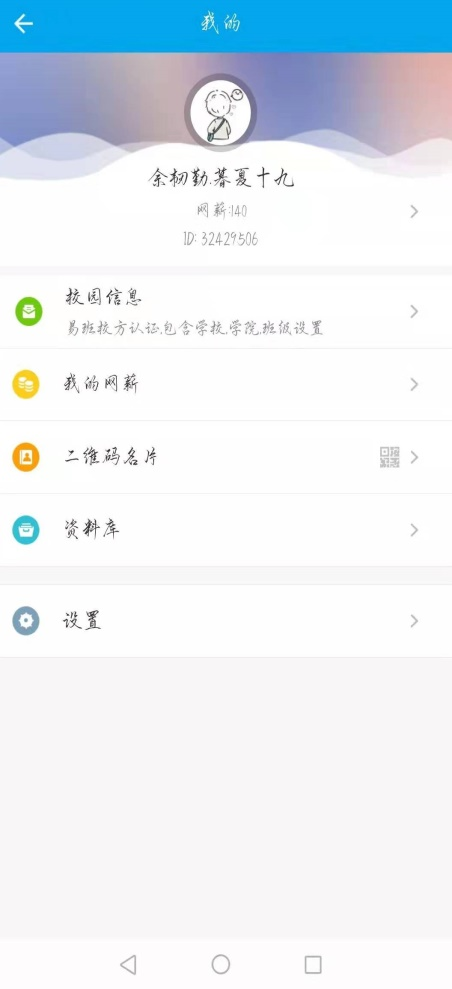 我的
余韧勤.暮夏十九
网薪:140
ID: 32429506
校园信息
易班校方认证,包含学校,学院,班级设置
我的网薪
二维码名片
资料库
设置